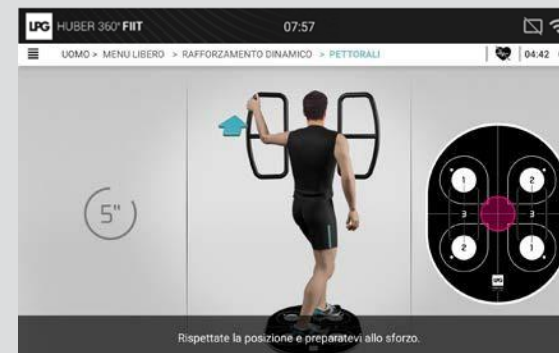 LPG HUBER 360° FIIT 07:57
UOMO > MENU LIBERO > RAFFORZAMENTO DINAMICO > PETTORALI 04:42
5"
1 2
3 3
2 1
LPG
Rispettate la posizione e preparatevi allo sforzo.